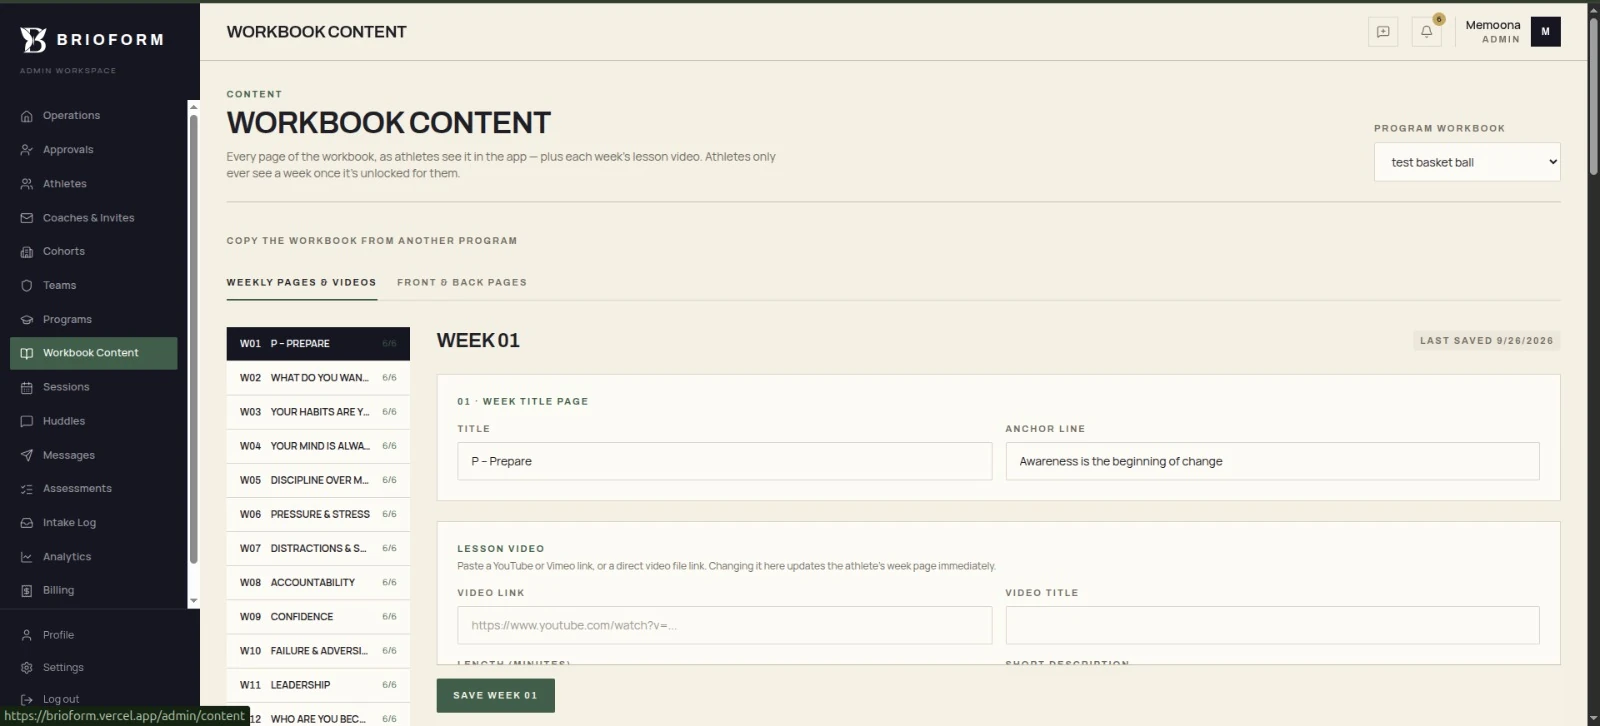 BRIOFORM
ADMIN WORKSPACE
Operations
Approvals
Athletes
Coaches & Invites
Cohorts
Teams
Programs
Workbook Content
Sessions
Huddles
Messages
Assessments
Intake Log
Analytics
Billing
Profile
Settings
Log out
https://brioform.vercel.app/admin/content
WORKBOOK CONTENT
6
Memoona
ADMIN
M
CONTENT
WORKBOOK CONTENT
Every page of the workbook, as athletes see it in the app — plus each week's lesson video. Athletes only
ever see a week once it's unlocked for them.
PROGRAM WORKBOOK
test basket ball
COPY THE WORKBOOK FROM ANOTHER PROGRAM
WEEKLY PAGES & VIDEOS FRONT & BACK PAGES
W01 P – PREPARE 6/6
W02 WHAT DO YOU WAN... 6/6
W03 YOUR HABITS ARE Y... 6/6
W04 YOUR MIND IS ALWA... 6/6
W05 DISCIPLINE OVER M... 6/6
W06 PRESSURE & STRESS 6/6
W07 DISTRACTIONS & S... 6/6
W08 ACCOUNTABILITY 6/6
W09 CONFIDENCE 6/6
W10 FAILURE & ADVERSI... 6/6
W11 LEADERSHIP 6/6
12 WHO ARE YOU BEC... 6/6
WEEK 01
LAST SAVED 9/26/2026
01 · WEEK TITLE PAGE
TITLE ANCHOR LINE
P – Prepare Awareness is the beginning of change
LESSON VIDEO
Paste a YouTube or Vimeo link, or a direct video file link. Changing it here updates the athlete's week page immediately.
VIDEO LINK VIDEO TITLE
https://www.youtube.com/watch?v=...
LENGTH (MINUTES) SHORT DESCRIPTION
SAVE WEEK 01